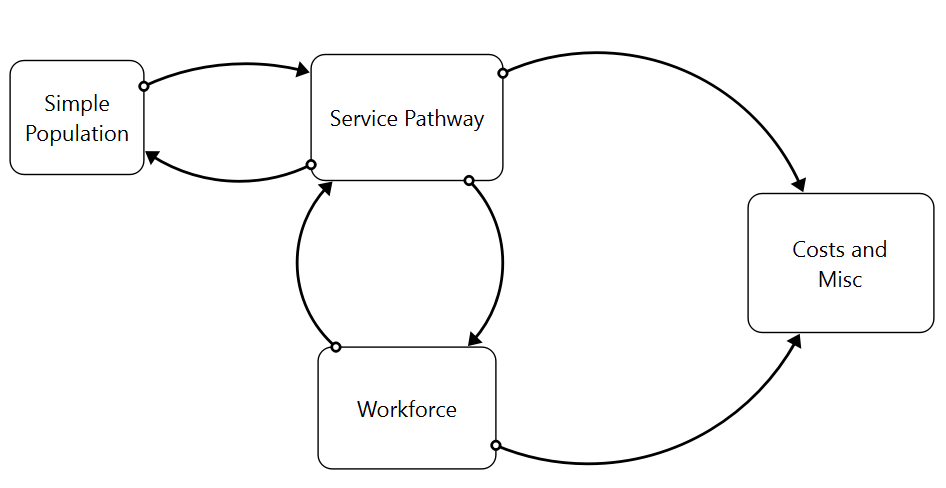 Simple
Population
Service Pathway
Costs and
Misc
Workforce